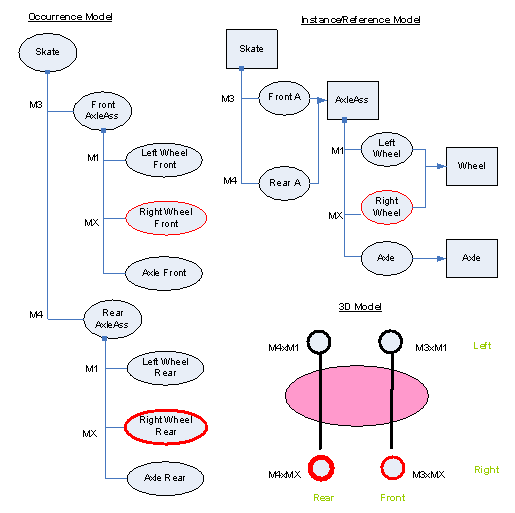 Occurrence Model
Skate
M3
Front
AxleAss
M1
Left Wheel
Front
MX
Right Wheel
Front
Axle Front
M4
Rear
AxleAss
M1
Left Wheel
Rear
MX
Right Wheel
Rear
Axle Rear
Instance/Reference Model
Skate
M3
Front A
AxleAss
M4
Rear A
M1
Left
Wheel
Wheel
MX
Right
Wheel
Axle
Axle
3D Model
M4xM1
M3xM1
Left
M4xMX
M3xMX
Right
Rear
Front